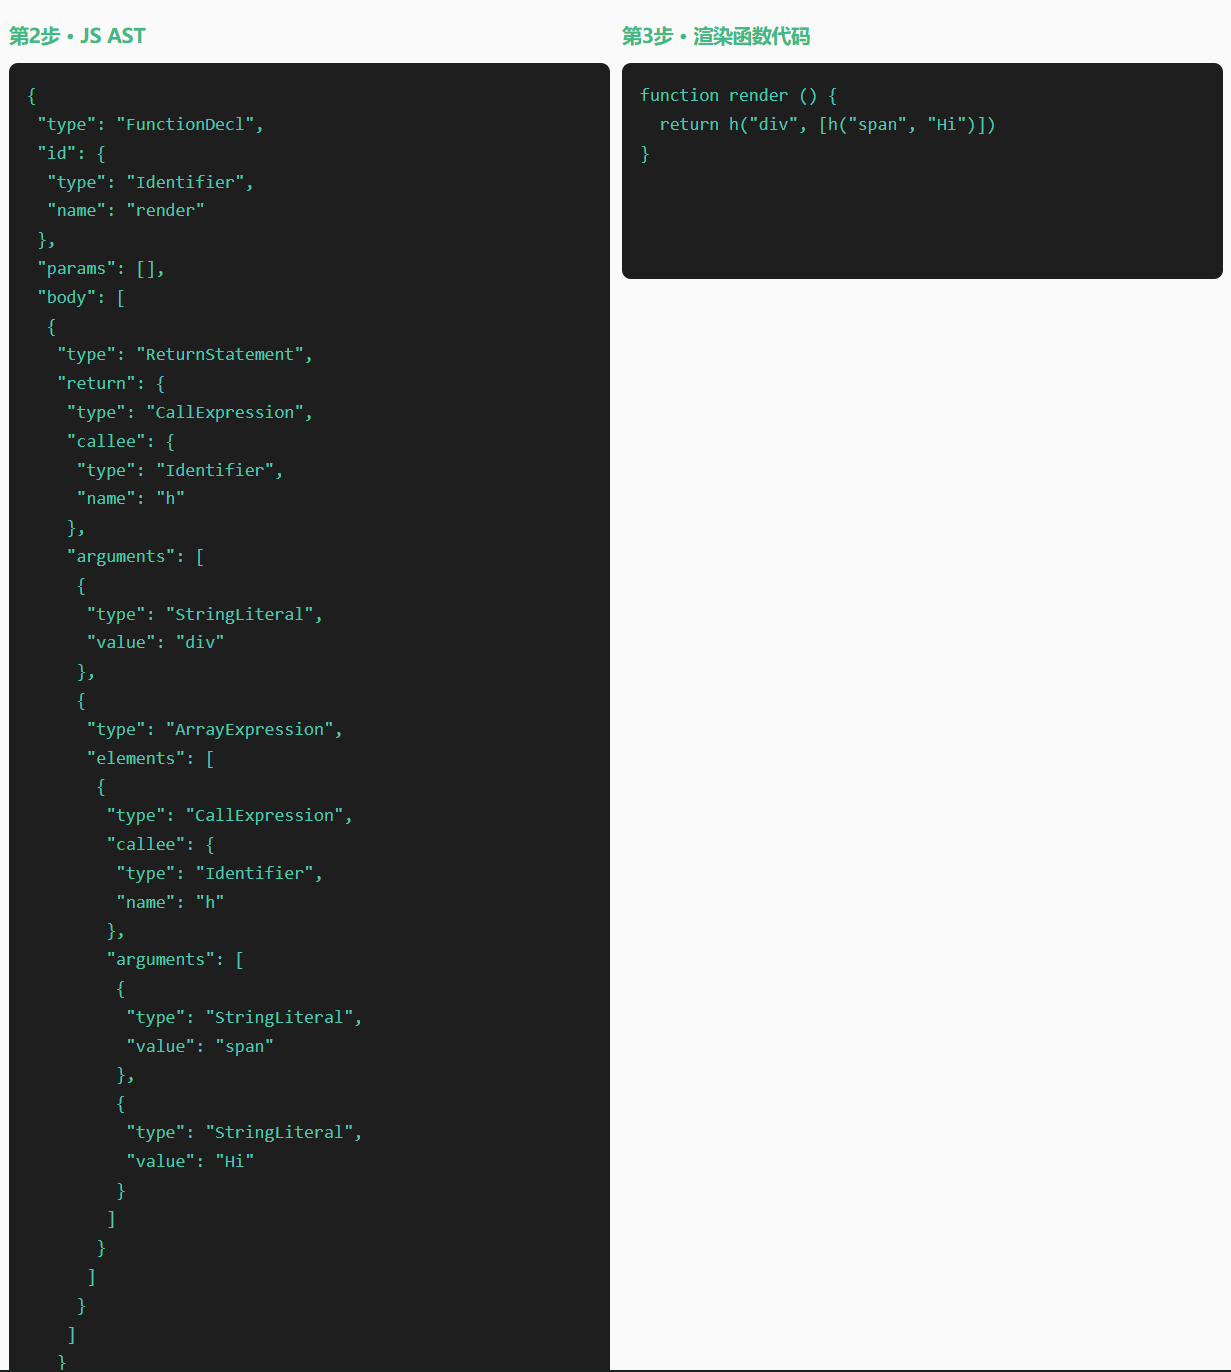 第2步 • JS AST
{
 "type": "FunctionDecl",
 "id": {
  "type": "Identifier",
  "name": "render"
 },
 "params": [],
 "body": [
  {
   "type": "ReturnStatement",
   "return": {
    "type": "CallExpression",
    "callee": {
     "type": "Identifier",
     "name": "h"
    },
    "arguments": [
     {
      "type": "StringLiteral",
      "value": "div"
     },
     {
      "type": "ArrayExpression",
      "elements": [
       {
        "type": "CallExpression",
        "callee": {
         "type": "Identifier",
         "name": "h"
        },
        "arguments": [
         {
          "type": "StringLiteral",
          "value": "span"
         },
         {
          "type": "StringLiteral",
          "value": "Hi"
         }
        ]
       }
      ]
     }
    ]
   }
第3步 • 渲染函数代码
function render () {
  return h("div", [h("span", "Hi")])
}